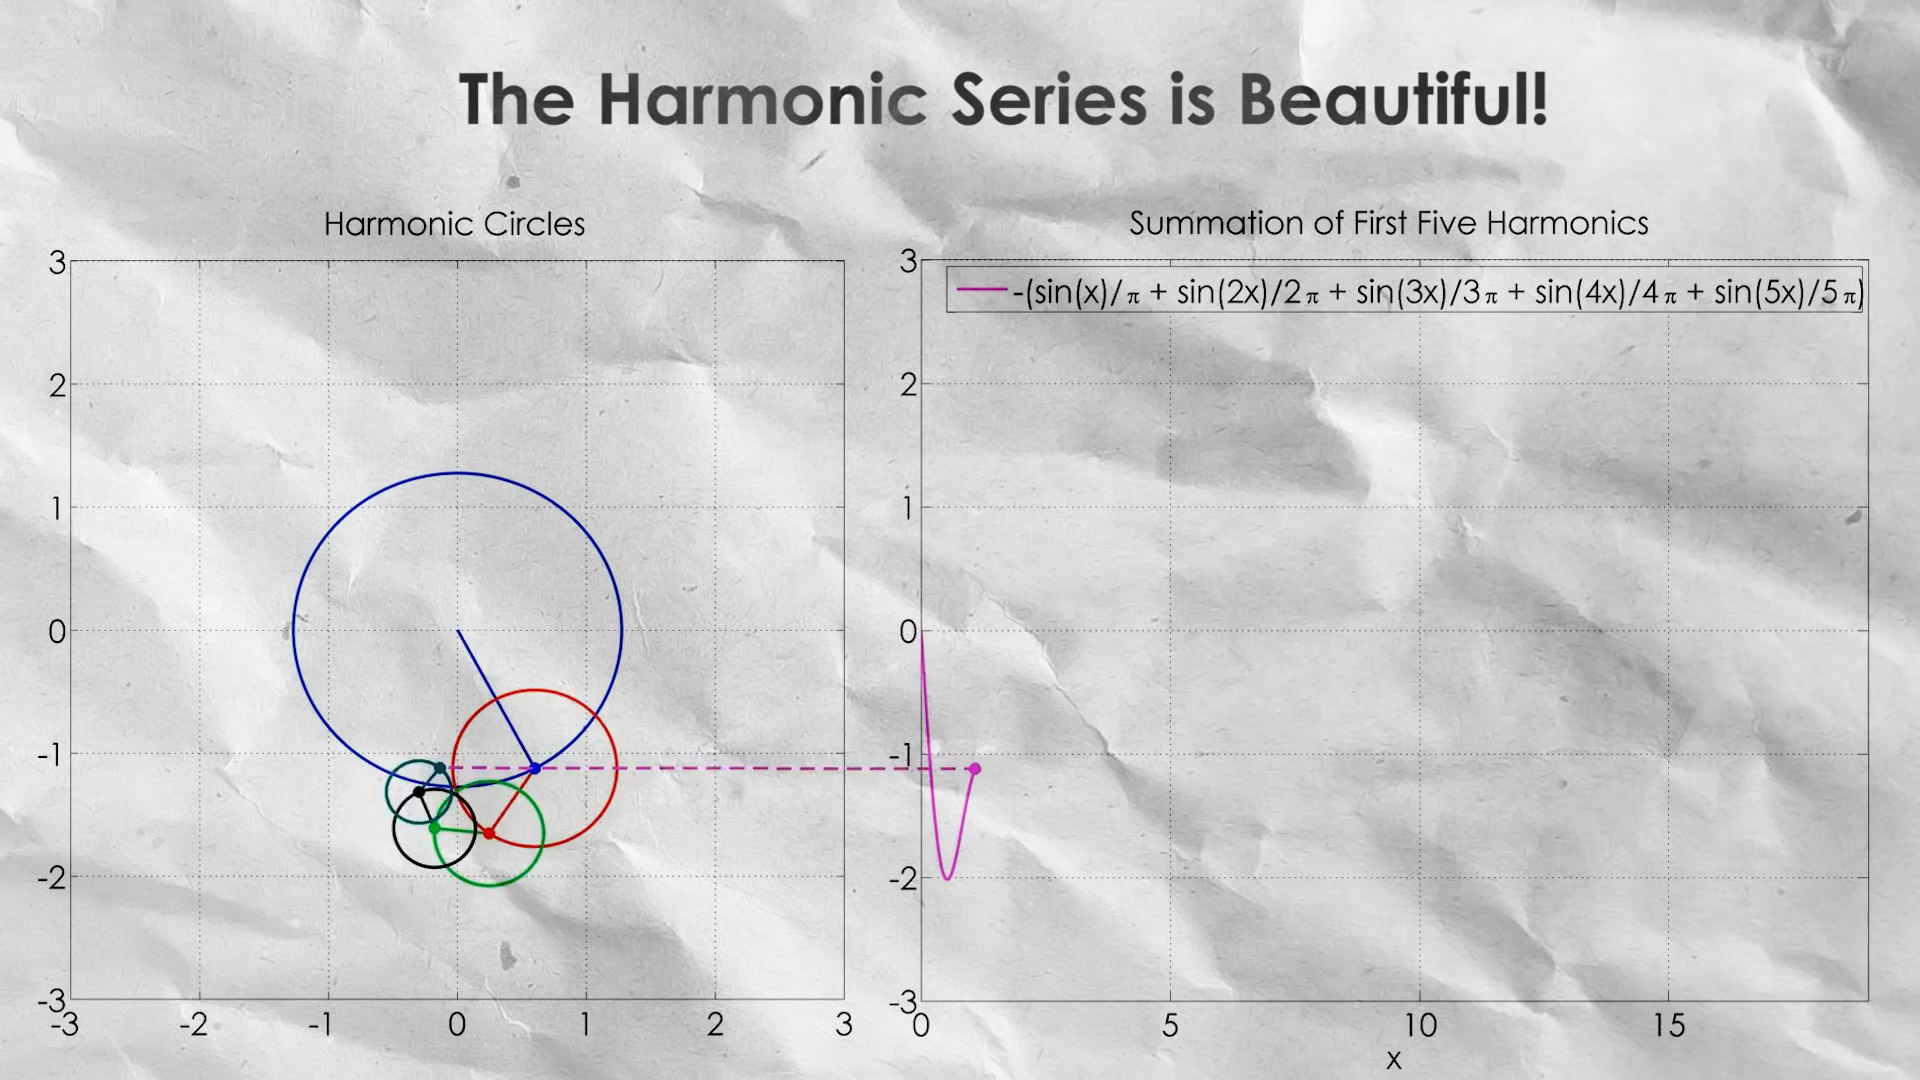 The Harmonic Series is Beautiful!
Harmonic Circles
3
2
1
0
-1
-2
-3
-3 -2 -1 0 1 2 3
Summation of First Five Harmonics
-(sin(x)/π + sin(2x)/2π + sin(3x)/3π + sin(4x)/4π + sin(5x)/5π)
3
2
1
0
-1
-2
-3
0 5 10 15
x